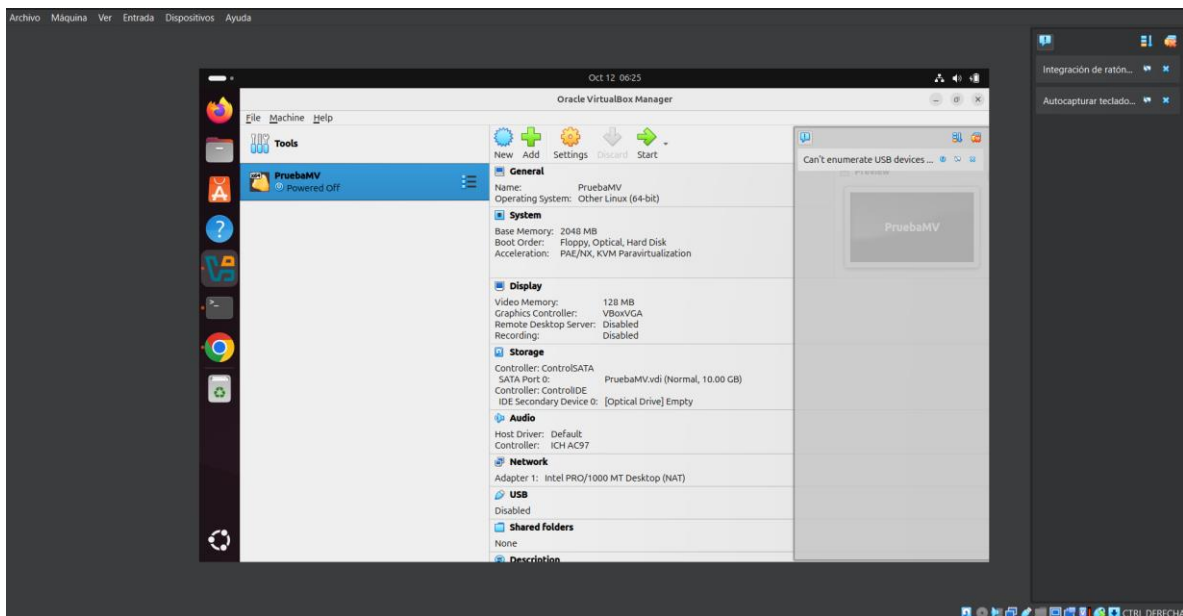 Archivo Máquina Ver Entrada Dispositivos Ayuda
Integración de ratón...
Autocapturar teclado...
Oct 12 06:25
Oracle VirtualBox Manager
File Machine Help
Tools
New Add Settings Discard Start
PruebaMV
Powered Off
Can't enumerate USB devices ...
Preview
PruebaMV
General
Name: PruebaMV
Operating System: Other Linux (64-bit)
System
Base Memory: 2048 MB
Boot Order: Floppy, Optical, Hard Disk
Acceleration: PAE/NX, KVM Paravirtualization
Display
Video Memory: 128 MB
Graphics Controller: VBoxVGA
Remote Desktop Server: Disabled
Recording: Disabled
Storage
Controller: ControlSATA
SATA Port 0: PruebaMV.vdi (Normal, 10.00 GB)
Controller: ControlIDE
IDE Secondary Device 0: [Optical Drive] Empty
Audio
Host Driver: Default
Controller: ICH AC97
Network
Adapter 1: Intel PRO/1000 MT Desktop (NAT)
USB
Disabled
Shared folders
None
Description
CTRL DERECHA